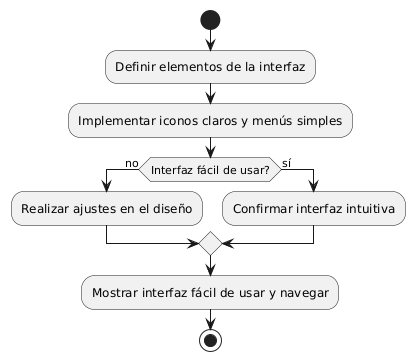 Definir elementos de la interfaz
Implementar iconos claros y menús simples
no
Interfaz fácil de usar?
sí
Realizar ajustes en el diseño
Confirmar interfaz intuitiva
Mostrar interfaz fácil de usar y navegar